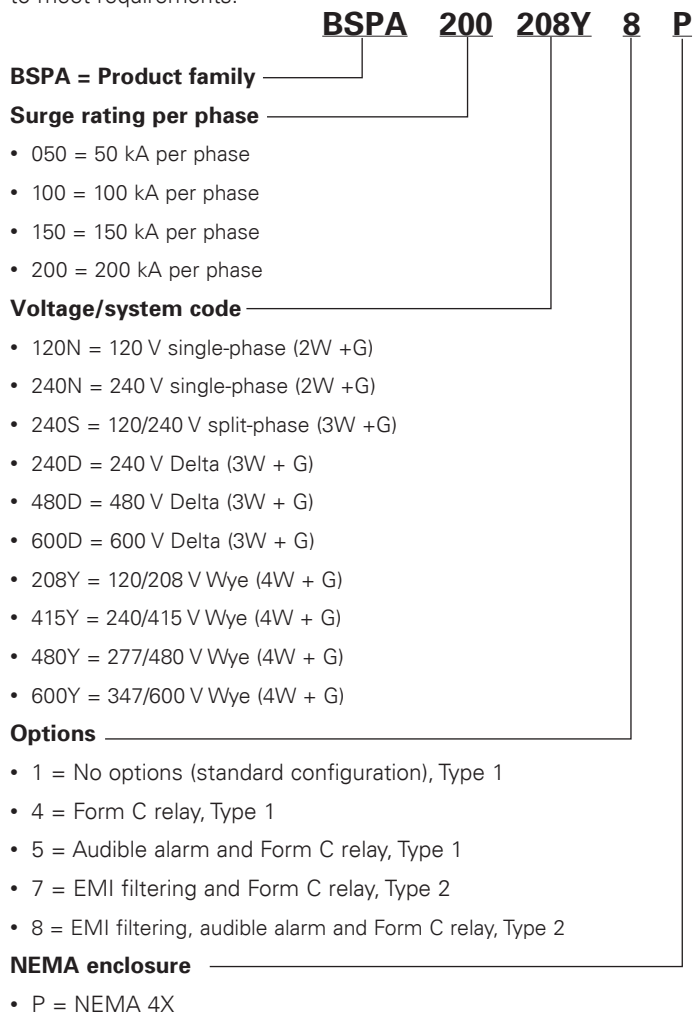 to meet requirements.
BSPA 200 208Y 8 P
BSPA = Product family
Surge rating per phase
• 050 = 50 kA per phase
• 100 = 100 kA per phase
• 150 = 150 kA per phase
• 200 = 200 kA per phase
Voltage/system code
• 120N = 120 V single-phase (2W +G)
• 240N = 240 V single-phase (2W +G)
• 240S = 120/240 V split-phase (3W +G)
• 240D = 240 V Delta (3W + G)
• 480D = 480 V Delta (3W + G)
• 600D = 600 V Delta (3W + G)
• 208Y = 120/208 V Wye (4W + G)
• 415Y = 240/415 V Wye (4W + G)
• 480Y = 277/480 V Wye (4W + G)
• 600Y = 347/600 V Wye (4W + G)
Options
• 1 = No options (standard configuration), Type 1
• 4 = Form C relay, Type 1
• 5 = Audible alarm and Form C relay, Type 1
• 7 = EMI filtering and Form C relay, Type 2
• 8 = EMI filtering, audible alarm and Form C relay, Type 2
NEMA enclosure
• P = NEMA 4X